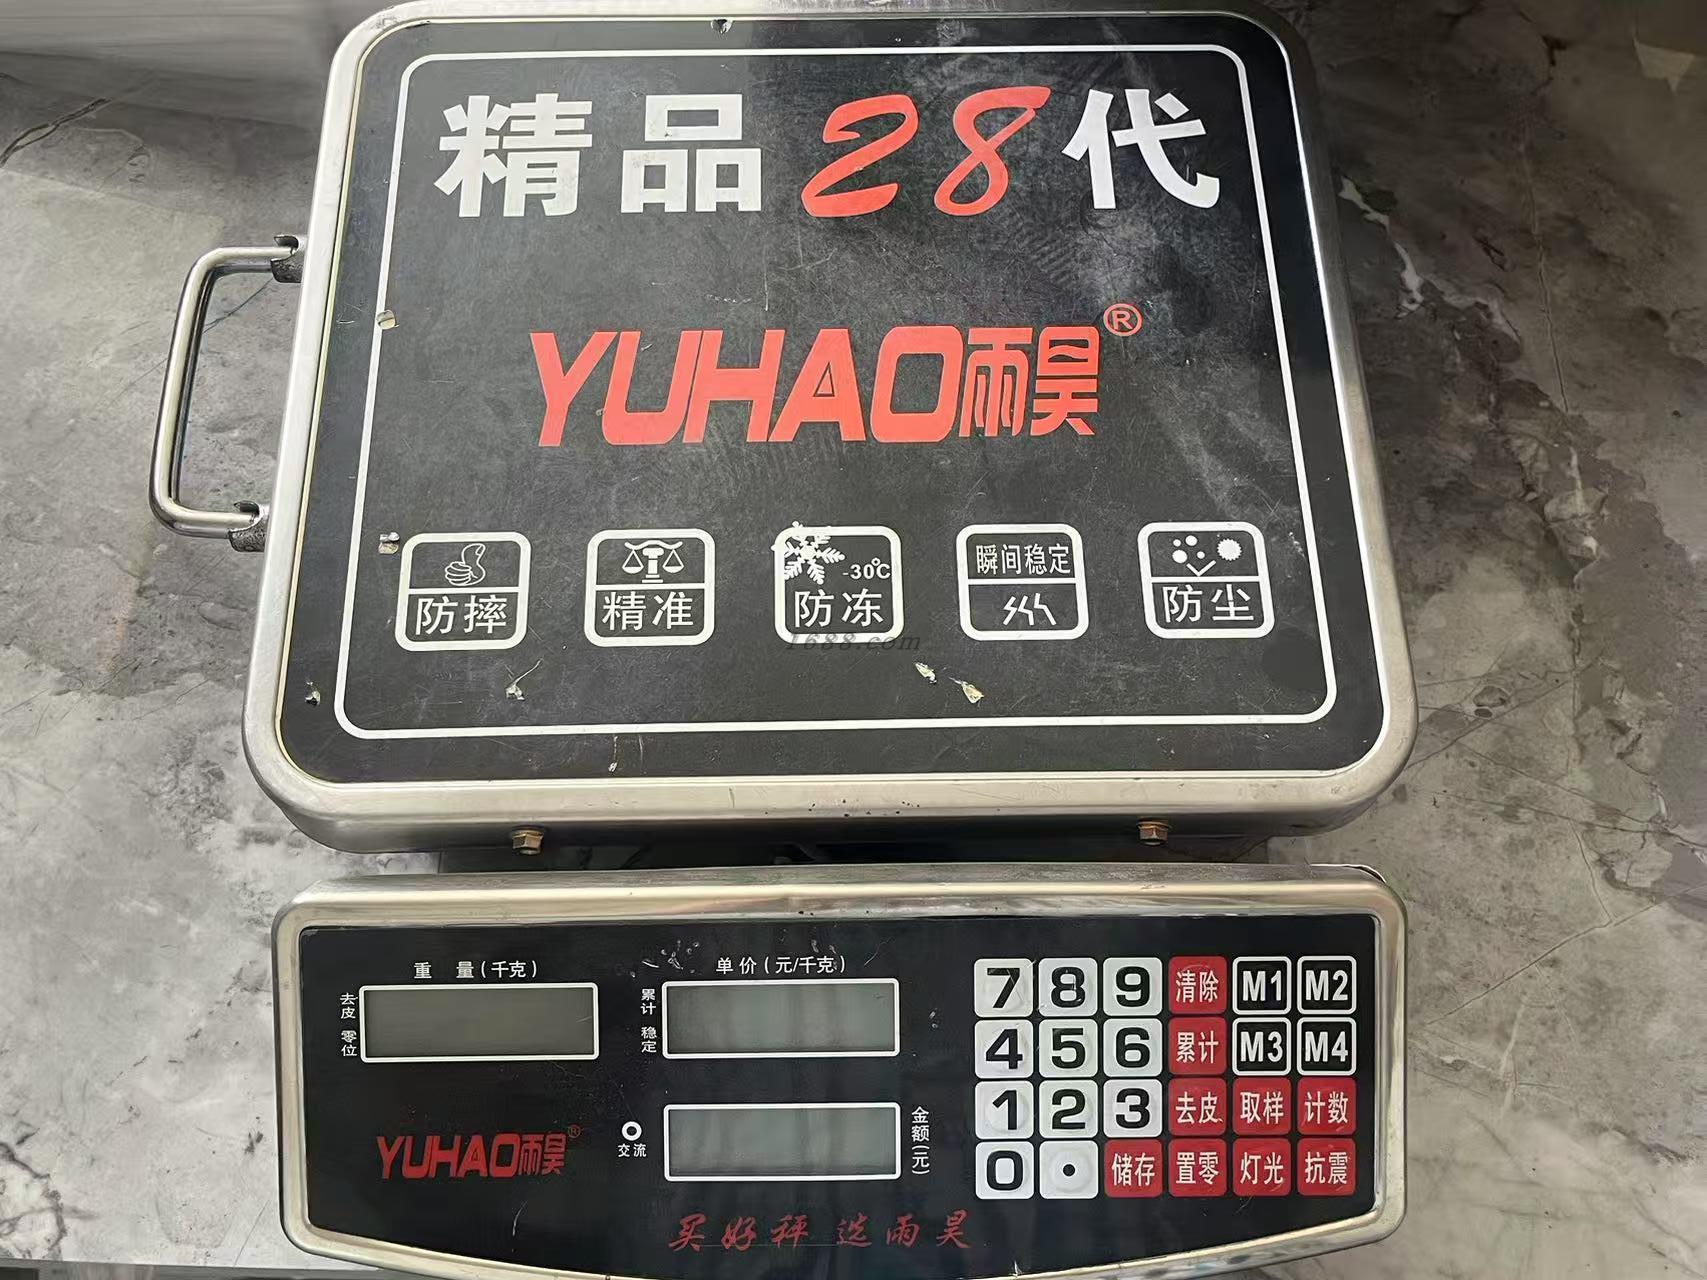 精品28代
YUHAO雨昊®
防摔
精准
-30℃
防冻
瞬间稳定
防尘
1688.com
重量(千克)
单价(元/千克)
去皮 零位
累计 稳定
7 8 9 清除 M1 M2
4 5 6 累计 M3 M4
1 2 3 去皮 取样 计数
0 . 储存 置零 灯光 抗震
YUHAO雨昊®
交流
金额(元)
买好秤 选雨昊